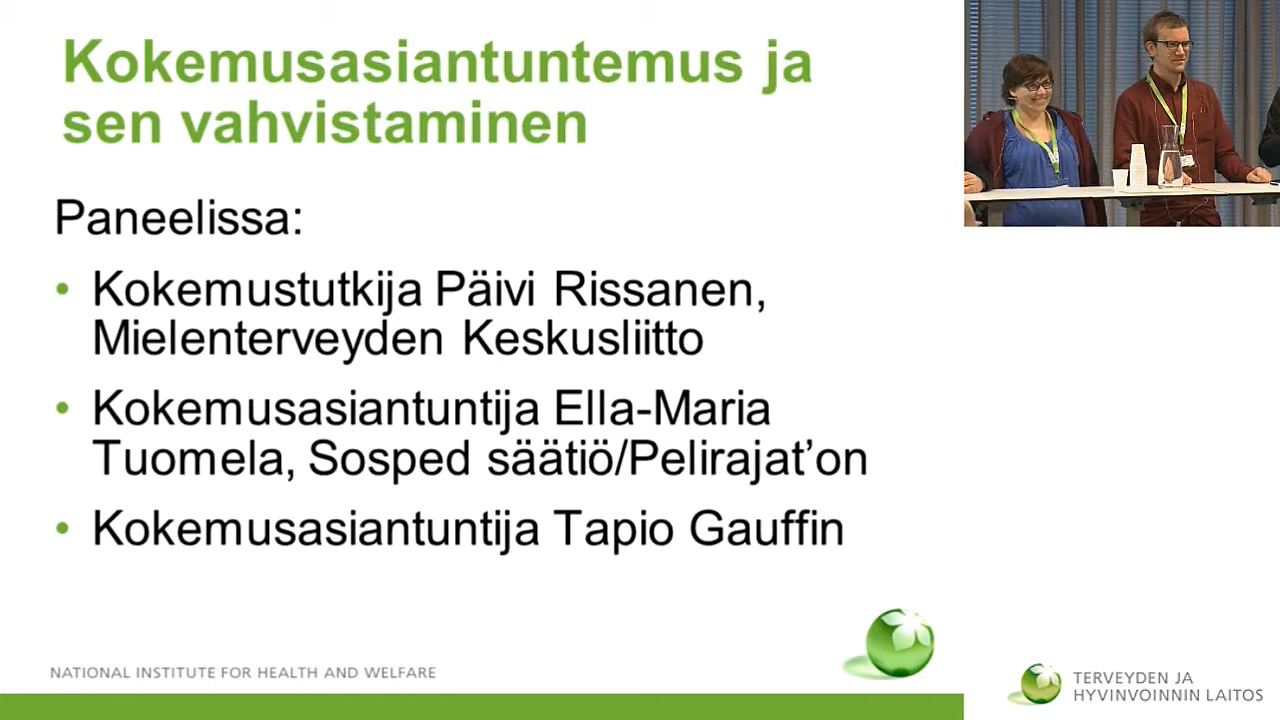 Kokemusasiantuntemus ja
sen vahvistaminen
Paneelissa:
• Kokemustutkija Päivi Rissanen,
Mielenterveyden Keskusliitto
• Kokemusasiantuntija Ella-Maria
Tuomela, Sosped säätiö/Pelirajat’on
• Kokemusasiantuntija Tapio Gauffin
NATIONAL INSTITUTE FOR HEALTH AND WELFARE
TERVEYDEN JA
HYVINVOINNIN LAITOS